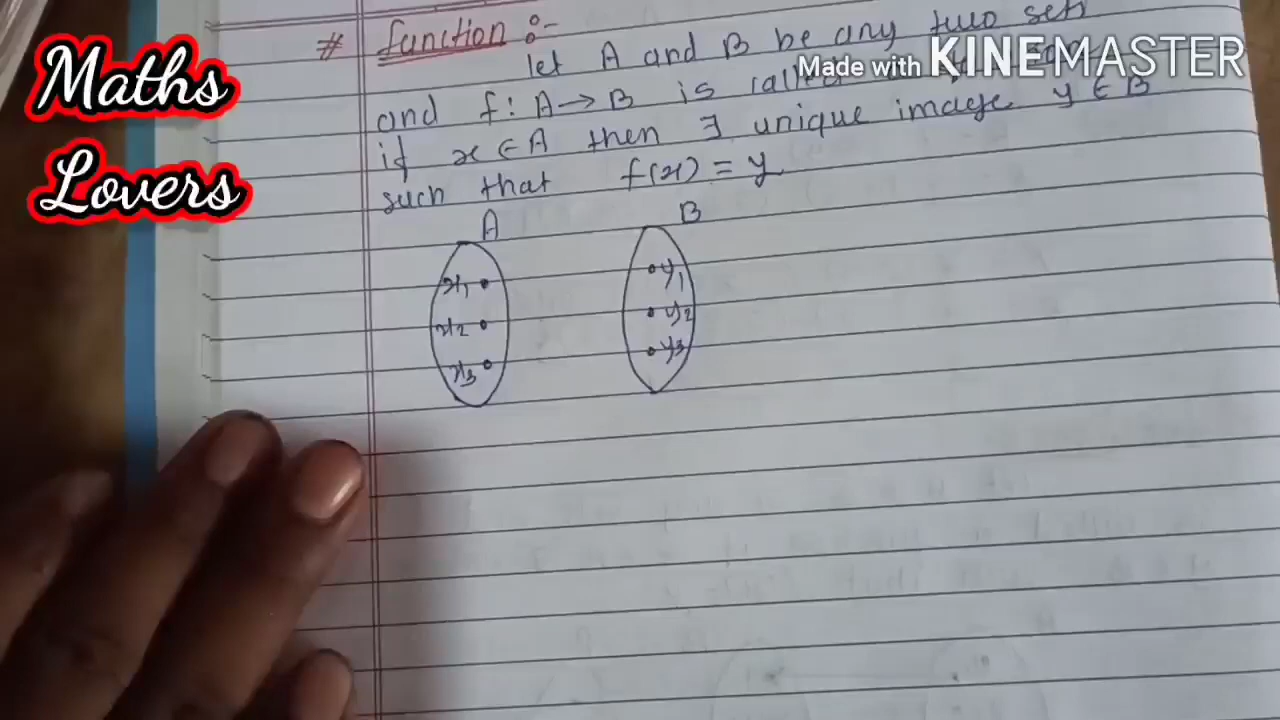 Maths
Lovers
Made with KINEMASTER
# function :-
let A and B be any two sets
and f: A → B is called
if x ∈ A then ∃ unique image y ∈ B
such that f(x) = y
A B
x₁ y₁
x₂ y₂
x₃ y₃